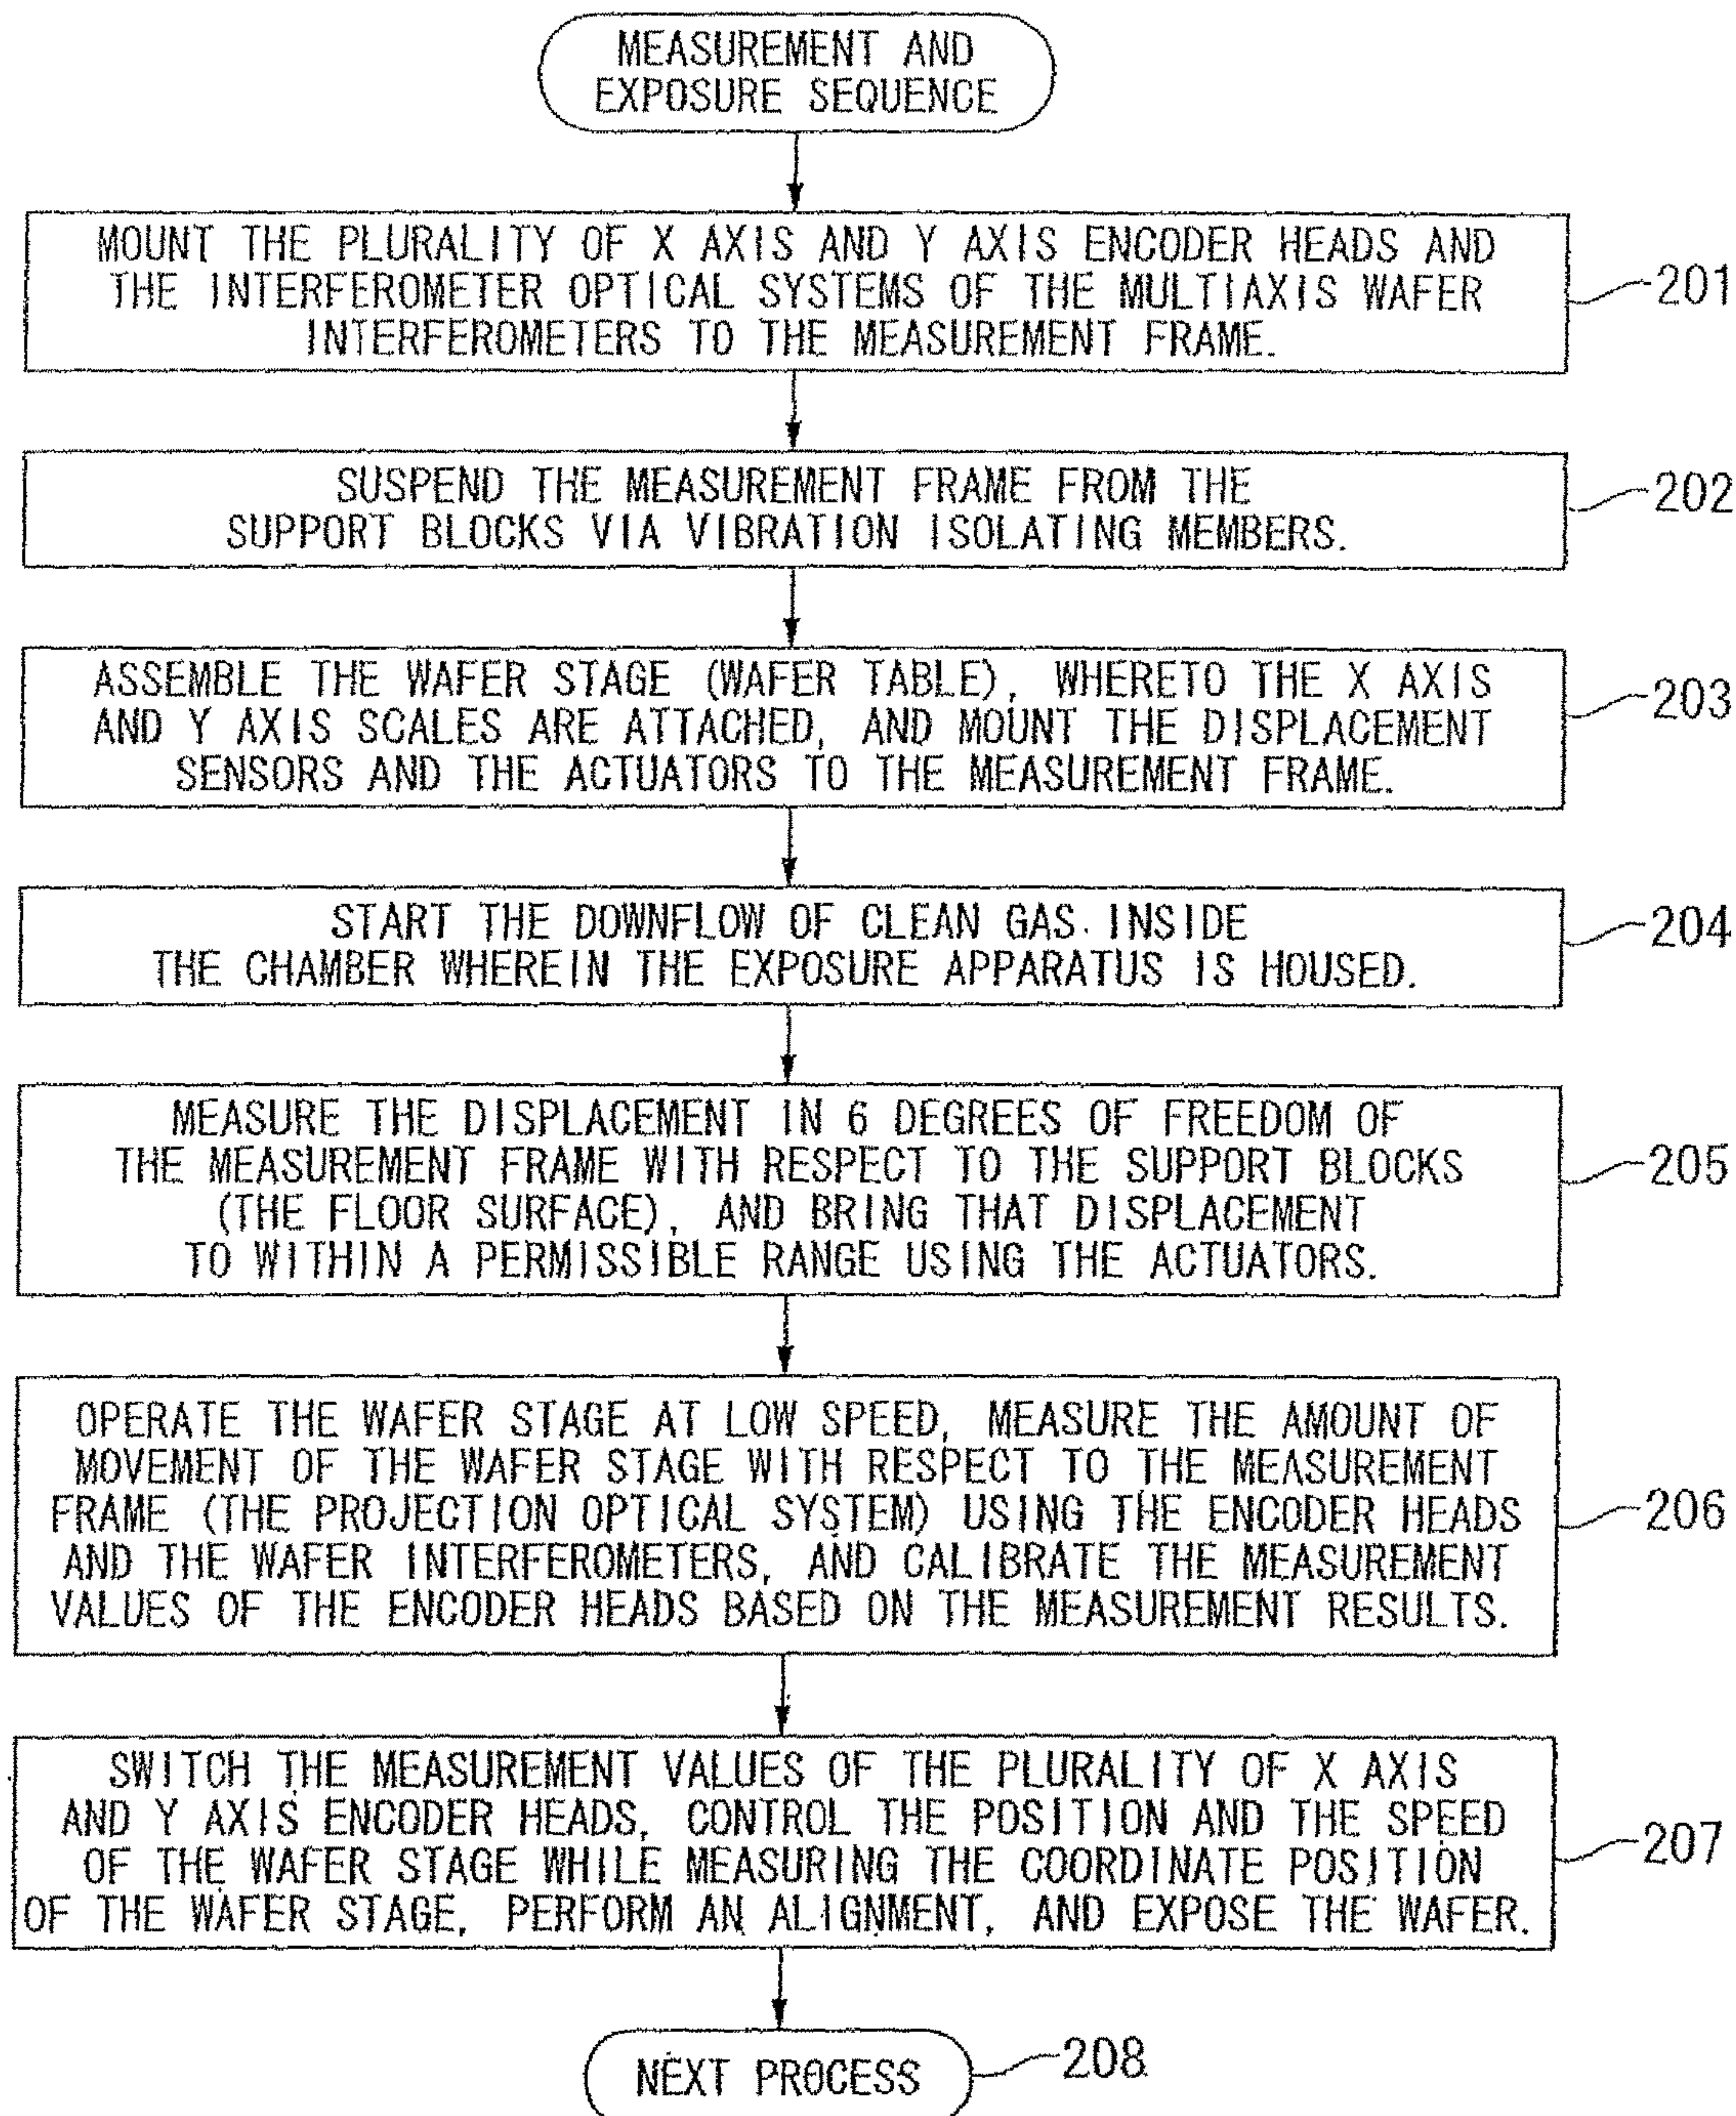 MEASUREMENT AND
EXPOSURE SEQUENCE
MOUNT THE PLURALITY OF X AXIS AND Y AXIS ENCODER HEADS AND
THE INTERFEROMETER OPTICAL SYSTEMS OF THE MULTIAXIS WAFER
INTERFEROMETERS TO THE MEASUREMENT FRAME.
201
SUSPEND THE MEASUREMENT FRAME FROM THE
SUPPORT BLOCKS VIA VIBRATION ISOLATING MEMBERS.
202
ASSEMBLE THE WAFER STAGE (WAFER TABLE), WHERETO THE X AXIS
AND Y AXIS SCALES ARE ATTACHED, AND MOUNT THE DISPLACEMENT
SENSORS AND THE ACTUATORS TO THE MEASUREMENT FRAME.
203
START THE DOWNFLOW OF CLEAN GAS INSIDE
THE CHAMBER WHEREIN THE EXPOSURE APPARATUS IS HOUSED.
204
MEASURE THE DISPLACEMENT IN 6 DEGREES OF FREEDOM OF
THE MEASUREMENT FRAME WITH RESPECT TO THE SUPPORT BLOCKS
(THE FLOOR SURFACE), AND BRING THAT DISPLACEMENT
TO WITHIN A PERMISSIBLE RANGE USING THE ACTUATORS.
205
OPERATE THE WAFER STAGE AT LOW SPEED, MEASURE THE AMOUNT OF
MOVEMENT OF THE WAFER STAGE WITH RESPECT TO THE MEASUREMENT
FRAME (THE PROJECTION OPTICAL SYSTEM) USING THE ENCODER HEADS
AND THE WAFER INTERFEROMETERS, AND CALIBRATE THE MEASUREMENT
VALUES OF THE ENCODER HEADS BASED ON THE MEASUREMENT RESULTS.
206
SWITCH THE MEASUREMENT VALUES OF THE PLURALITY OF X AXIS
AND Y AXIS ENCODER HEADS, CONTROL THE POSITION AND THE SPEED
OF THE WAFER STAGE WHILE MEASURING THE COORDINATE POSITION
OF THE WAFER STAGE, PERFORM AN ALIGNMENT, AND EXPOSE THE WAFER.
207
NEXT PROCESS
208